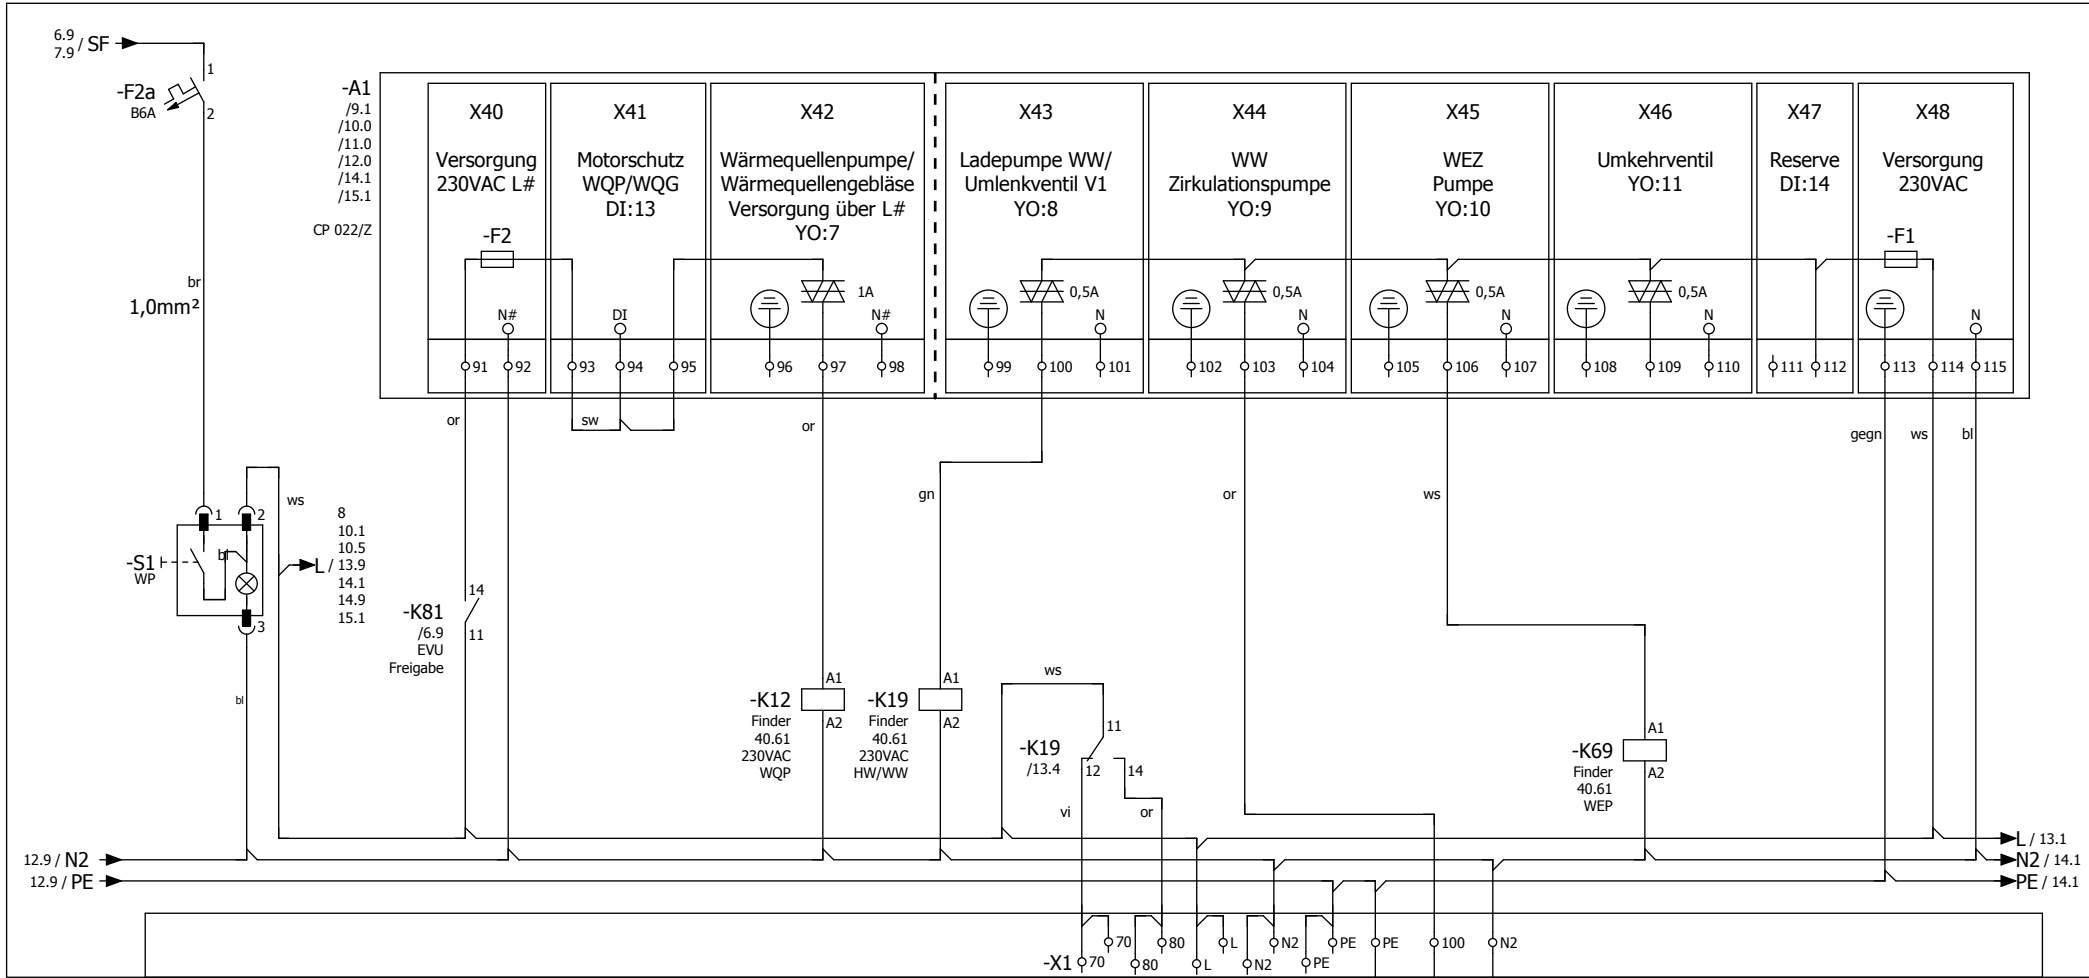 6.9
7.9 / SF
1
-F2a
B6A
2
br
1,0mm²
-A1
/9.1
/10.0
/11.0
/12.0
/14.1
/15.1
CP 022/Z
X40
Versorgung
230VAC L#
-F2
N#
91
92
X41
Motorschutz
WQP/WQG
DI:13
DI
93
94
95
X42
Wärmequellenpumpe/
Wärmequellengebläse
Versorgung über L#
YO:7
1A
N#
96
97
98
X43
Ladepumpe WW/
Umlenkventil V1
YO:8
0,5A
N
99
100
101
X44
WW
Zirkulationspumpe
YO:9
0,5A
N
102
103
104
X45
WEZ
Pumpe
YO:10
0,5A
N
105
106
107
X46
Umkehrventil
YO:11
0,5A
N
108
109
110
X47
Reserve
DI:14
111
112
X48
Versorgung
230VAC
-F1
N
113
114
115
or
sw
or
gn
or
ws
gegn
ws
bl
1
2
ws
-S1
WP
bl
3
bl
L /
8
10.1
10.5
13.9
14.1
14.9
15.1
-K81
/6.9
EVU
Freigabe
14
11
-K12
Finder
40.61
230VAC
WQP
A1
A2
-K19
Finder
40.61
230VAC
HW/WW
A1
A2
ws
-K19
/13.4
11
12
14
vi
or
-K69
Finder
40.61
WEP
A1
A2
12.9 / N2
12.9 / PE
L / 13.1
N2 / 14.1
PE / 14.1
-X1
70
70
80
80
L
L
N2
N2
PE
PE
PE
100
N2